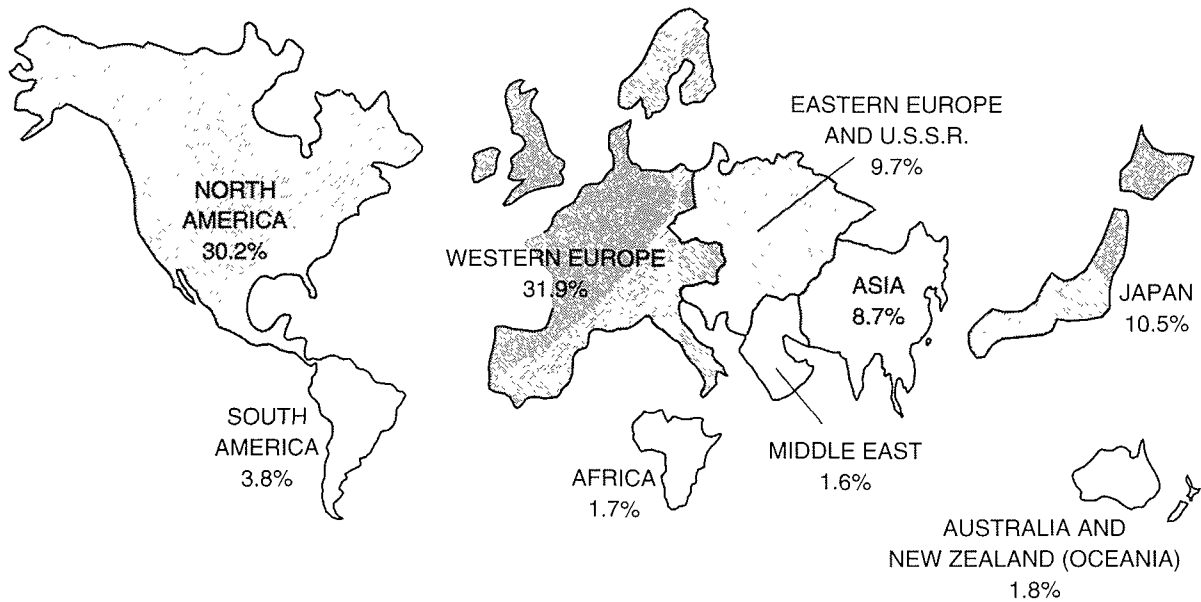 NORTH
AMERICA
30.2%
SOUTH
AMERICA
3.8%
WESTERN EUROPE
31.9%
EASTERN EUROPE
AND U.S.S.R.
9.7%
ASIA
8.7%
JAPAN
10.5%
AFRICA
1.7%
MIDDLE EAST
1.6%
AUSTRALIA AND
NEW ZEALAND (OCEANIA)
1.8%